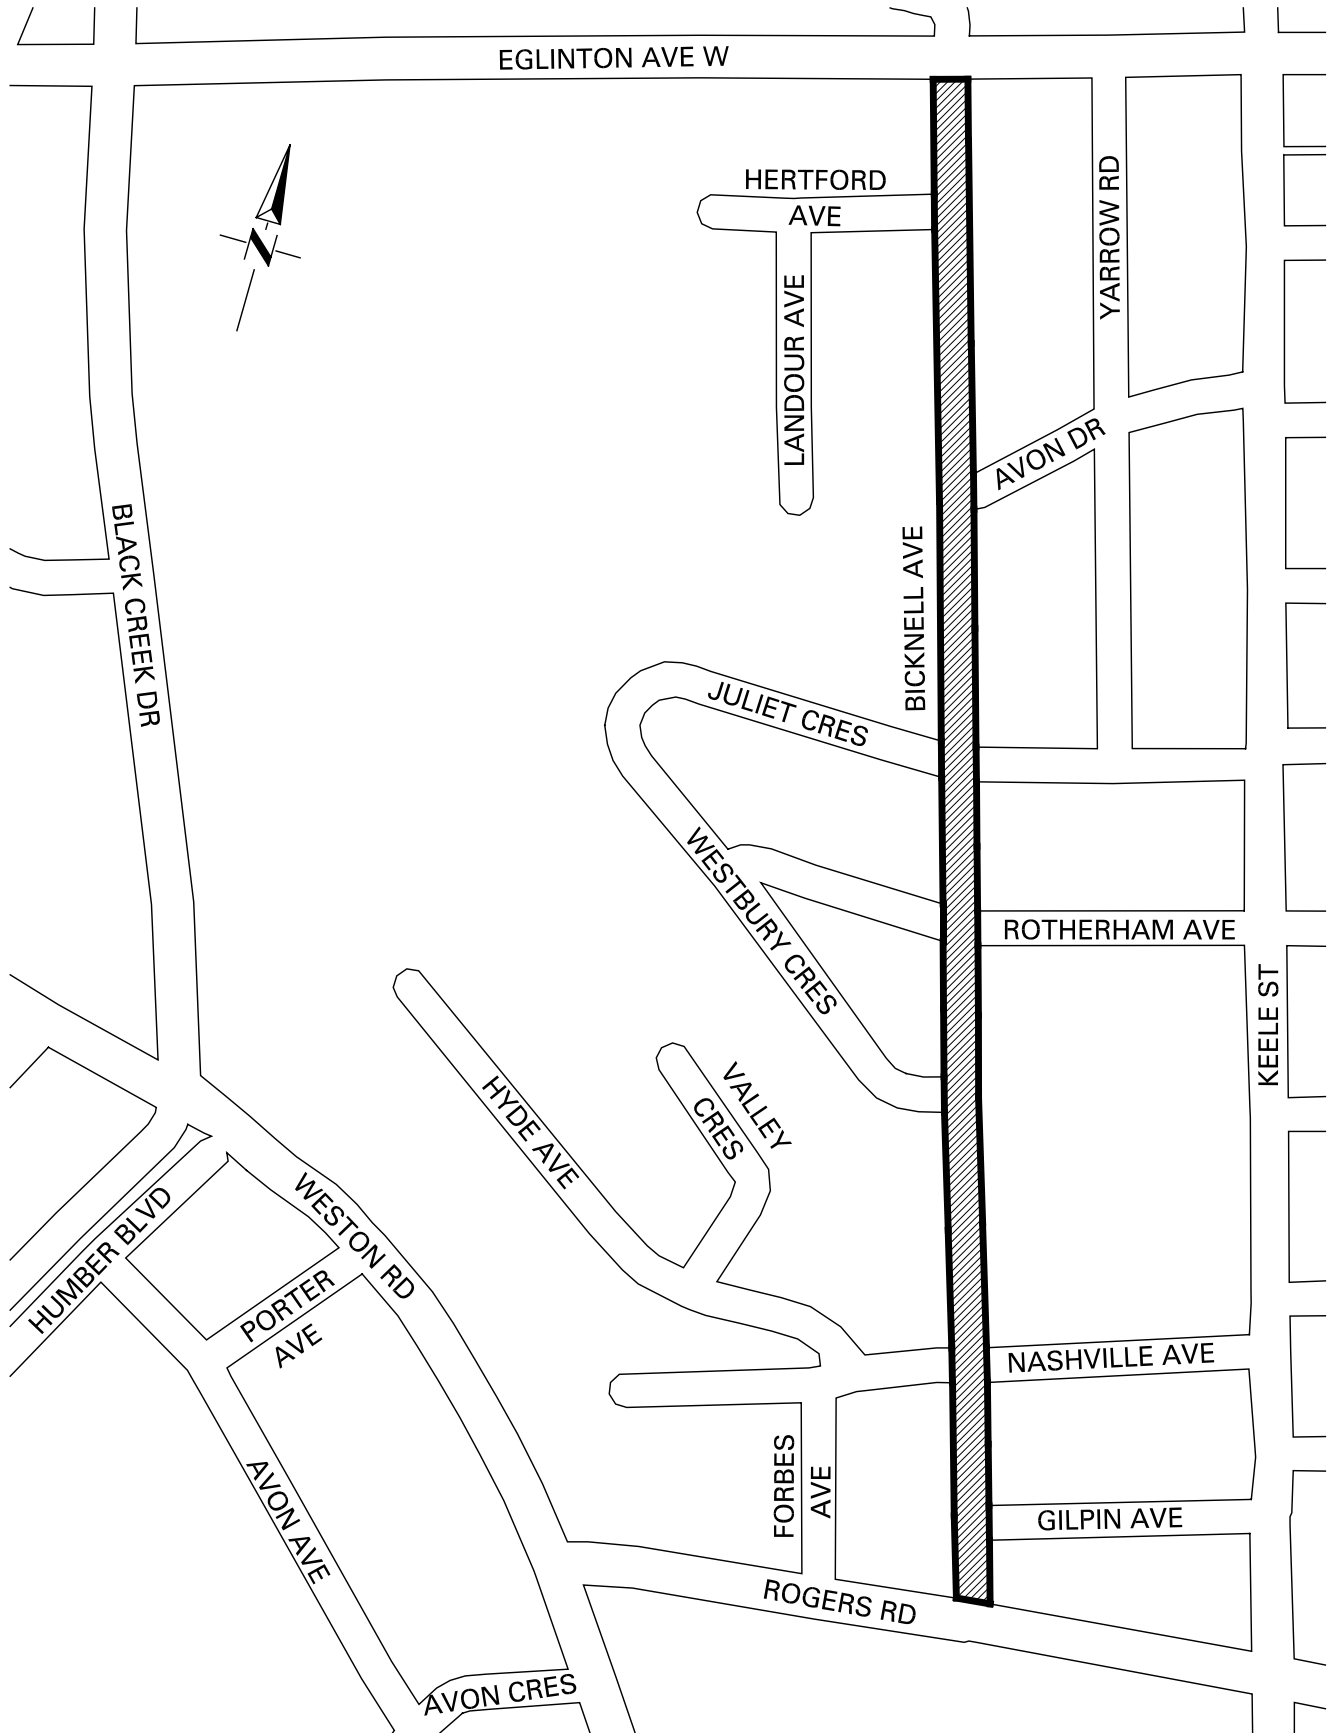 EGLINTON AVE W
HERTFORD
AVE
YARROW RD
N
LANDOUR AVE
AVON DR
BLACK CREEK DR
BICKNELL AVE
JULIET CRES
WESTBURY CRES
ROTHERHAM AVE
KEELE ST
HYDE AVE
VALLEY
CRES
WESTON RD
HUMBER BLVD
PORTER
AVE
NASHVILLE AVE
FORBES
AVE
AVON AVE
GILPIN AVE
ROGERS RD
AVON CRES